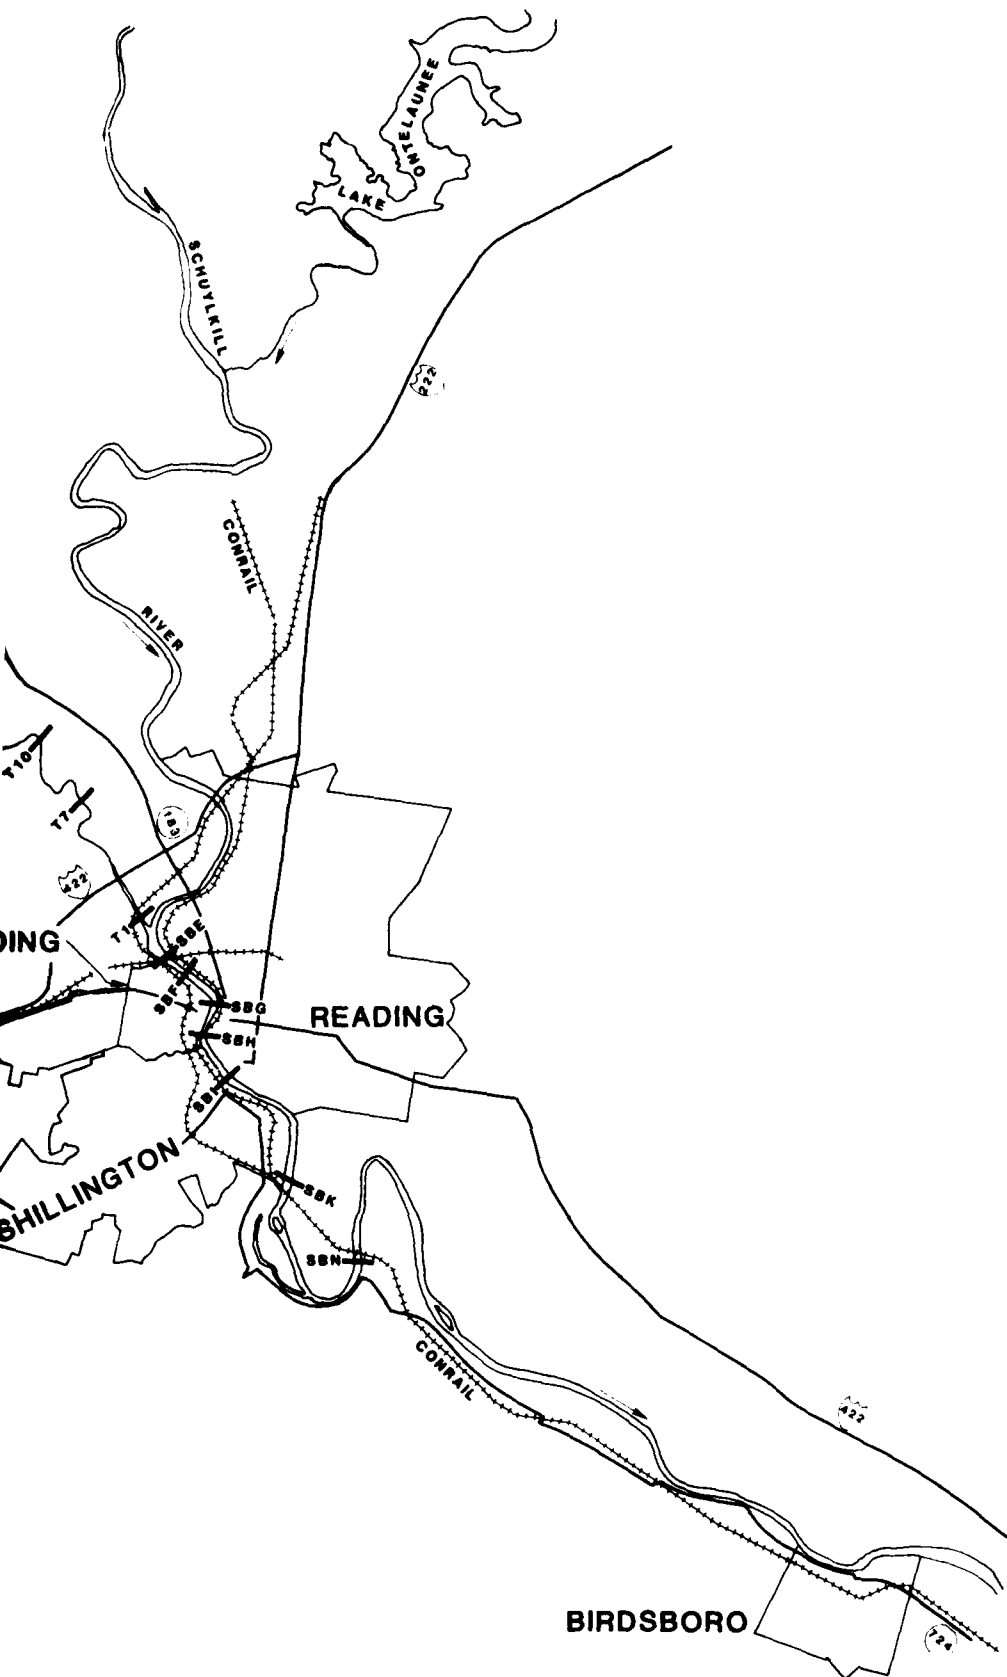 LAKE
ONTELAUNEE
SCHUYLKILL
222
CONRAIL
RIVER
T10
T7
183
422
T1
SBE
DING
SBF
SBG
READING
SBH
SBI
SHILLINGTON
SBK
SBN
CONRAIL
422
BIRDSBORO
724